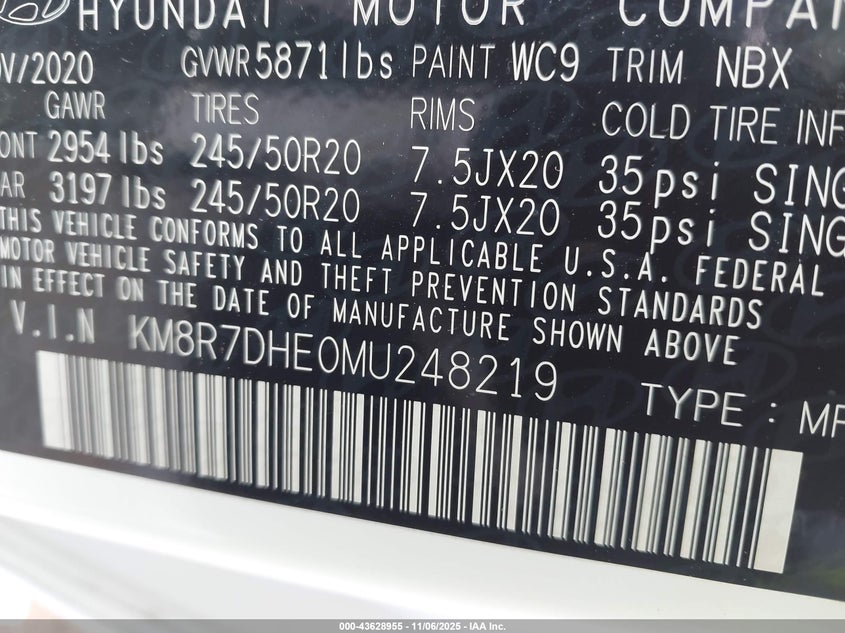 HYUNDAI MOTOR COMPA
/2020 GVWR 5871lbs PAINT WC9 TRIM NBX
GAWR TIRES RIMS COLD TIRE INF
ONT 2954 lbs 245/50R20 7.5JX20 35psi SING
AR 3197 lbs 245/50R20 7.5JX20 35psi SING
THIS VEHICLE CONFORMS TO ALL APPLICABLE U.S.A. FEDERAL
MOTOR VEHICLE SAFETY AND THEFT PREVENTION STANDARDS
IN EFFECT ON THE DATE OF MANUFACTURE SHOWN ABOVE
V.I.N KM8R7DHE0MU248219 TYPE : MP
000-43628955 - 11/06/2025 - IAA Inc.